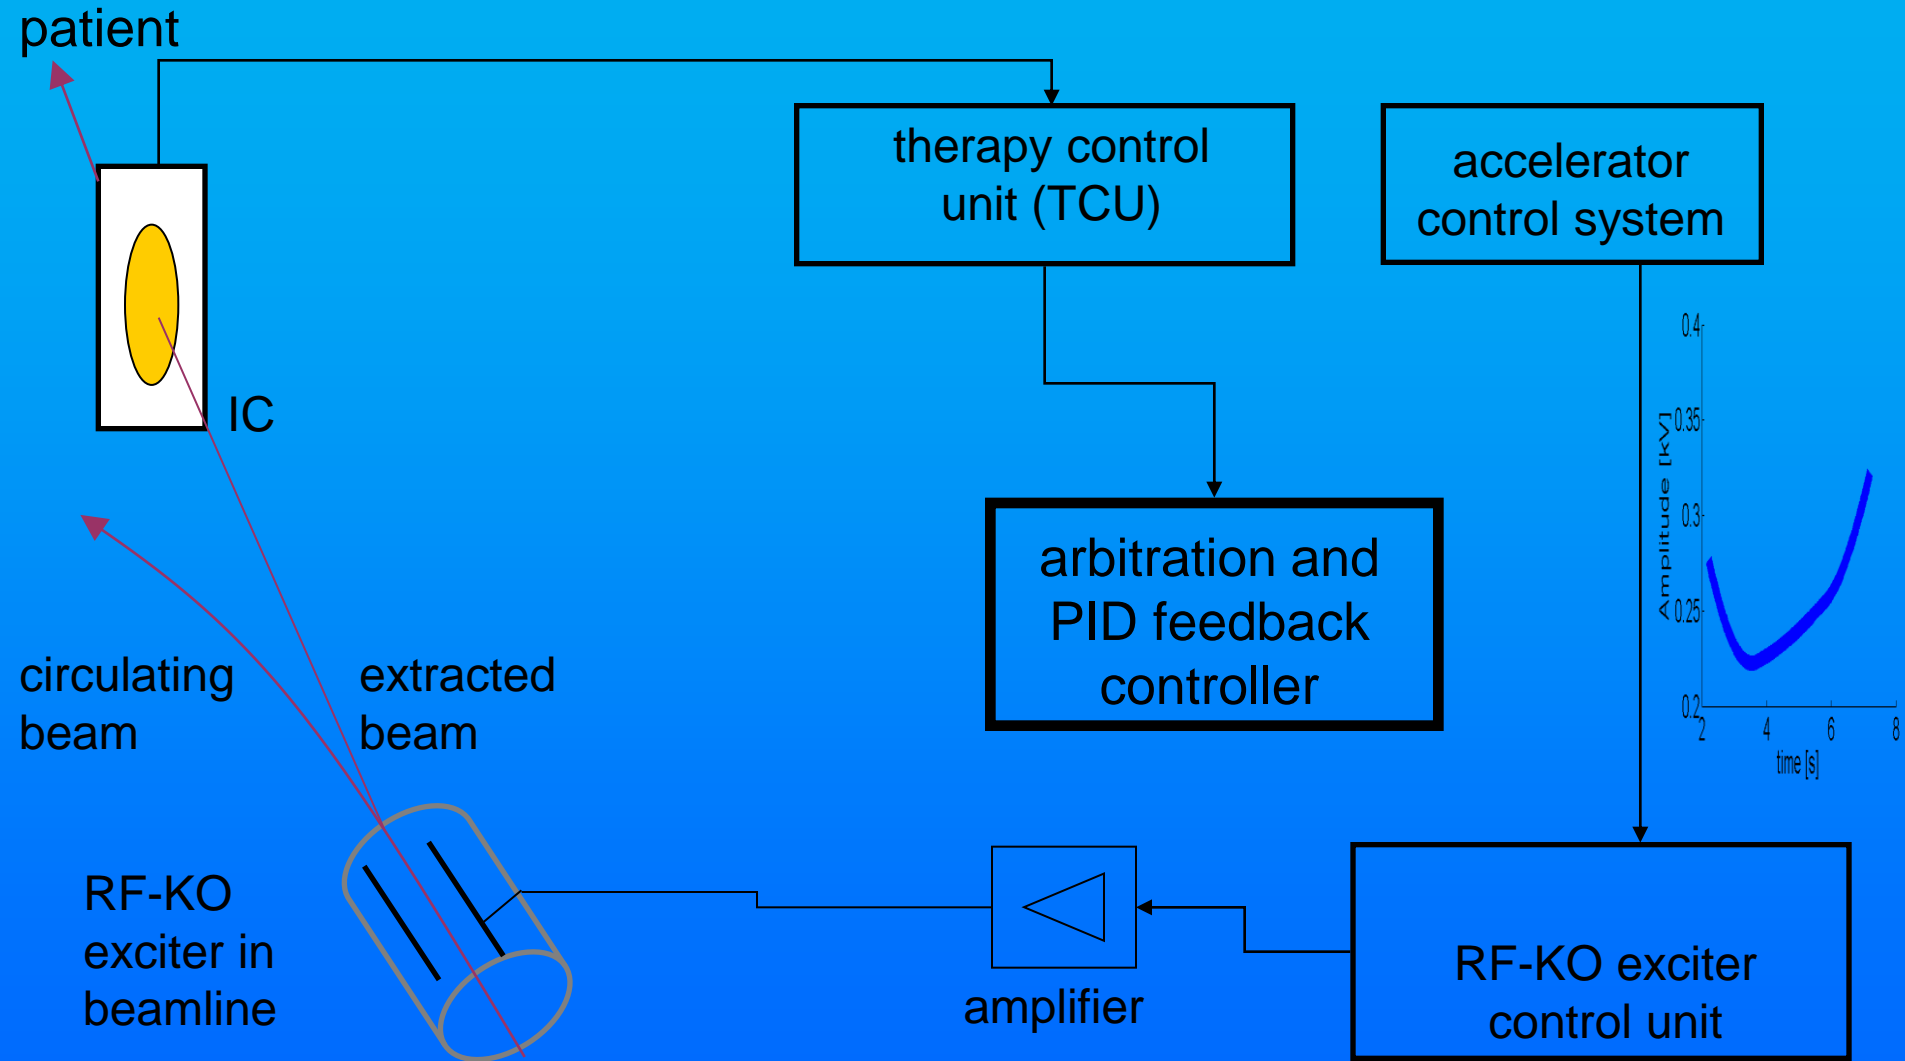 patient
therapy control
unit (TCU)
accelerator
control system
IC
arbitration and
PID feedback
controller
Amplitude [kV]
0.4
0.35
0.3
0.25
0.2
2 4 6 8
time [s]
circulating
beam
extracted
beam
RF-KO
exciter in
beamline
amplifier
RF-KO exciter
control unit